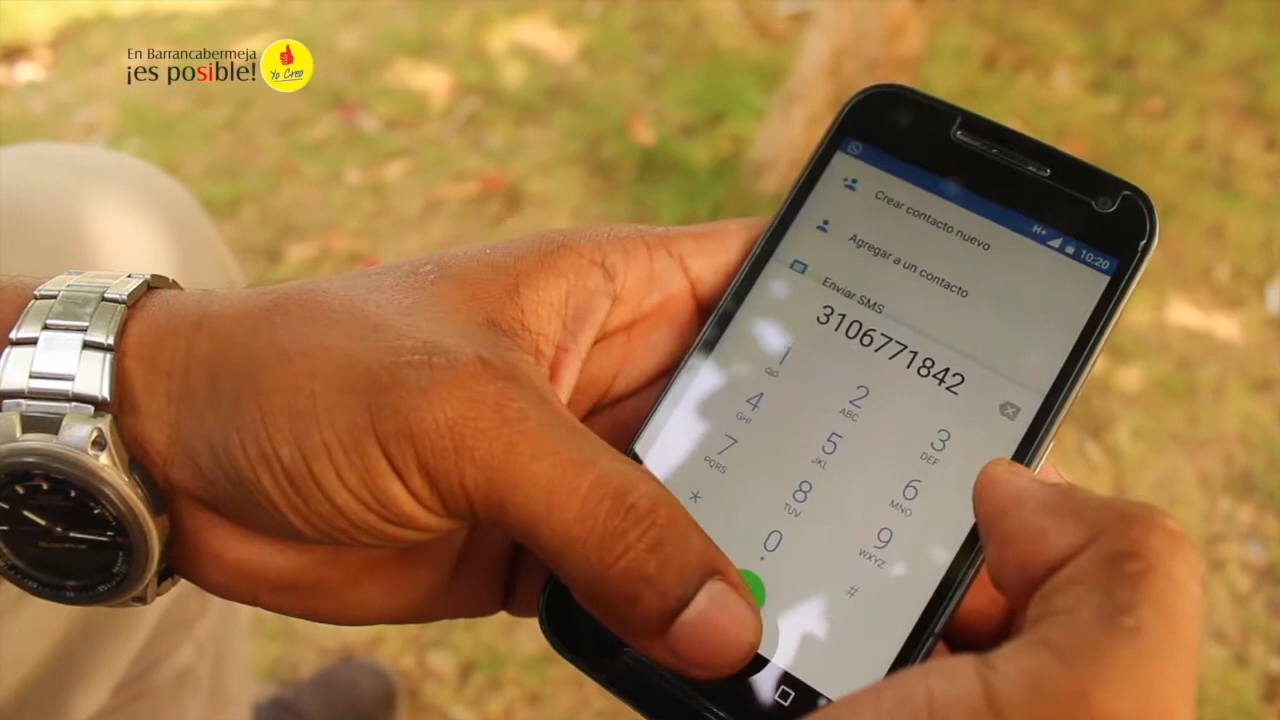 En Barrancabermeja
¡es posible!
Yo Creo
H+ 10:20
Crear contacto nuevo
Agregar a un contacto
Enviar SMS
3106771842
1
2 ABC
3 DEF
4 GHI
5 JKL
6 MNO
7 PQRS
8 TUV
9 WXYZ
*
0
+
#